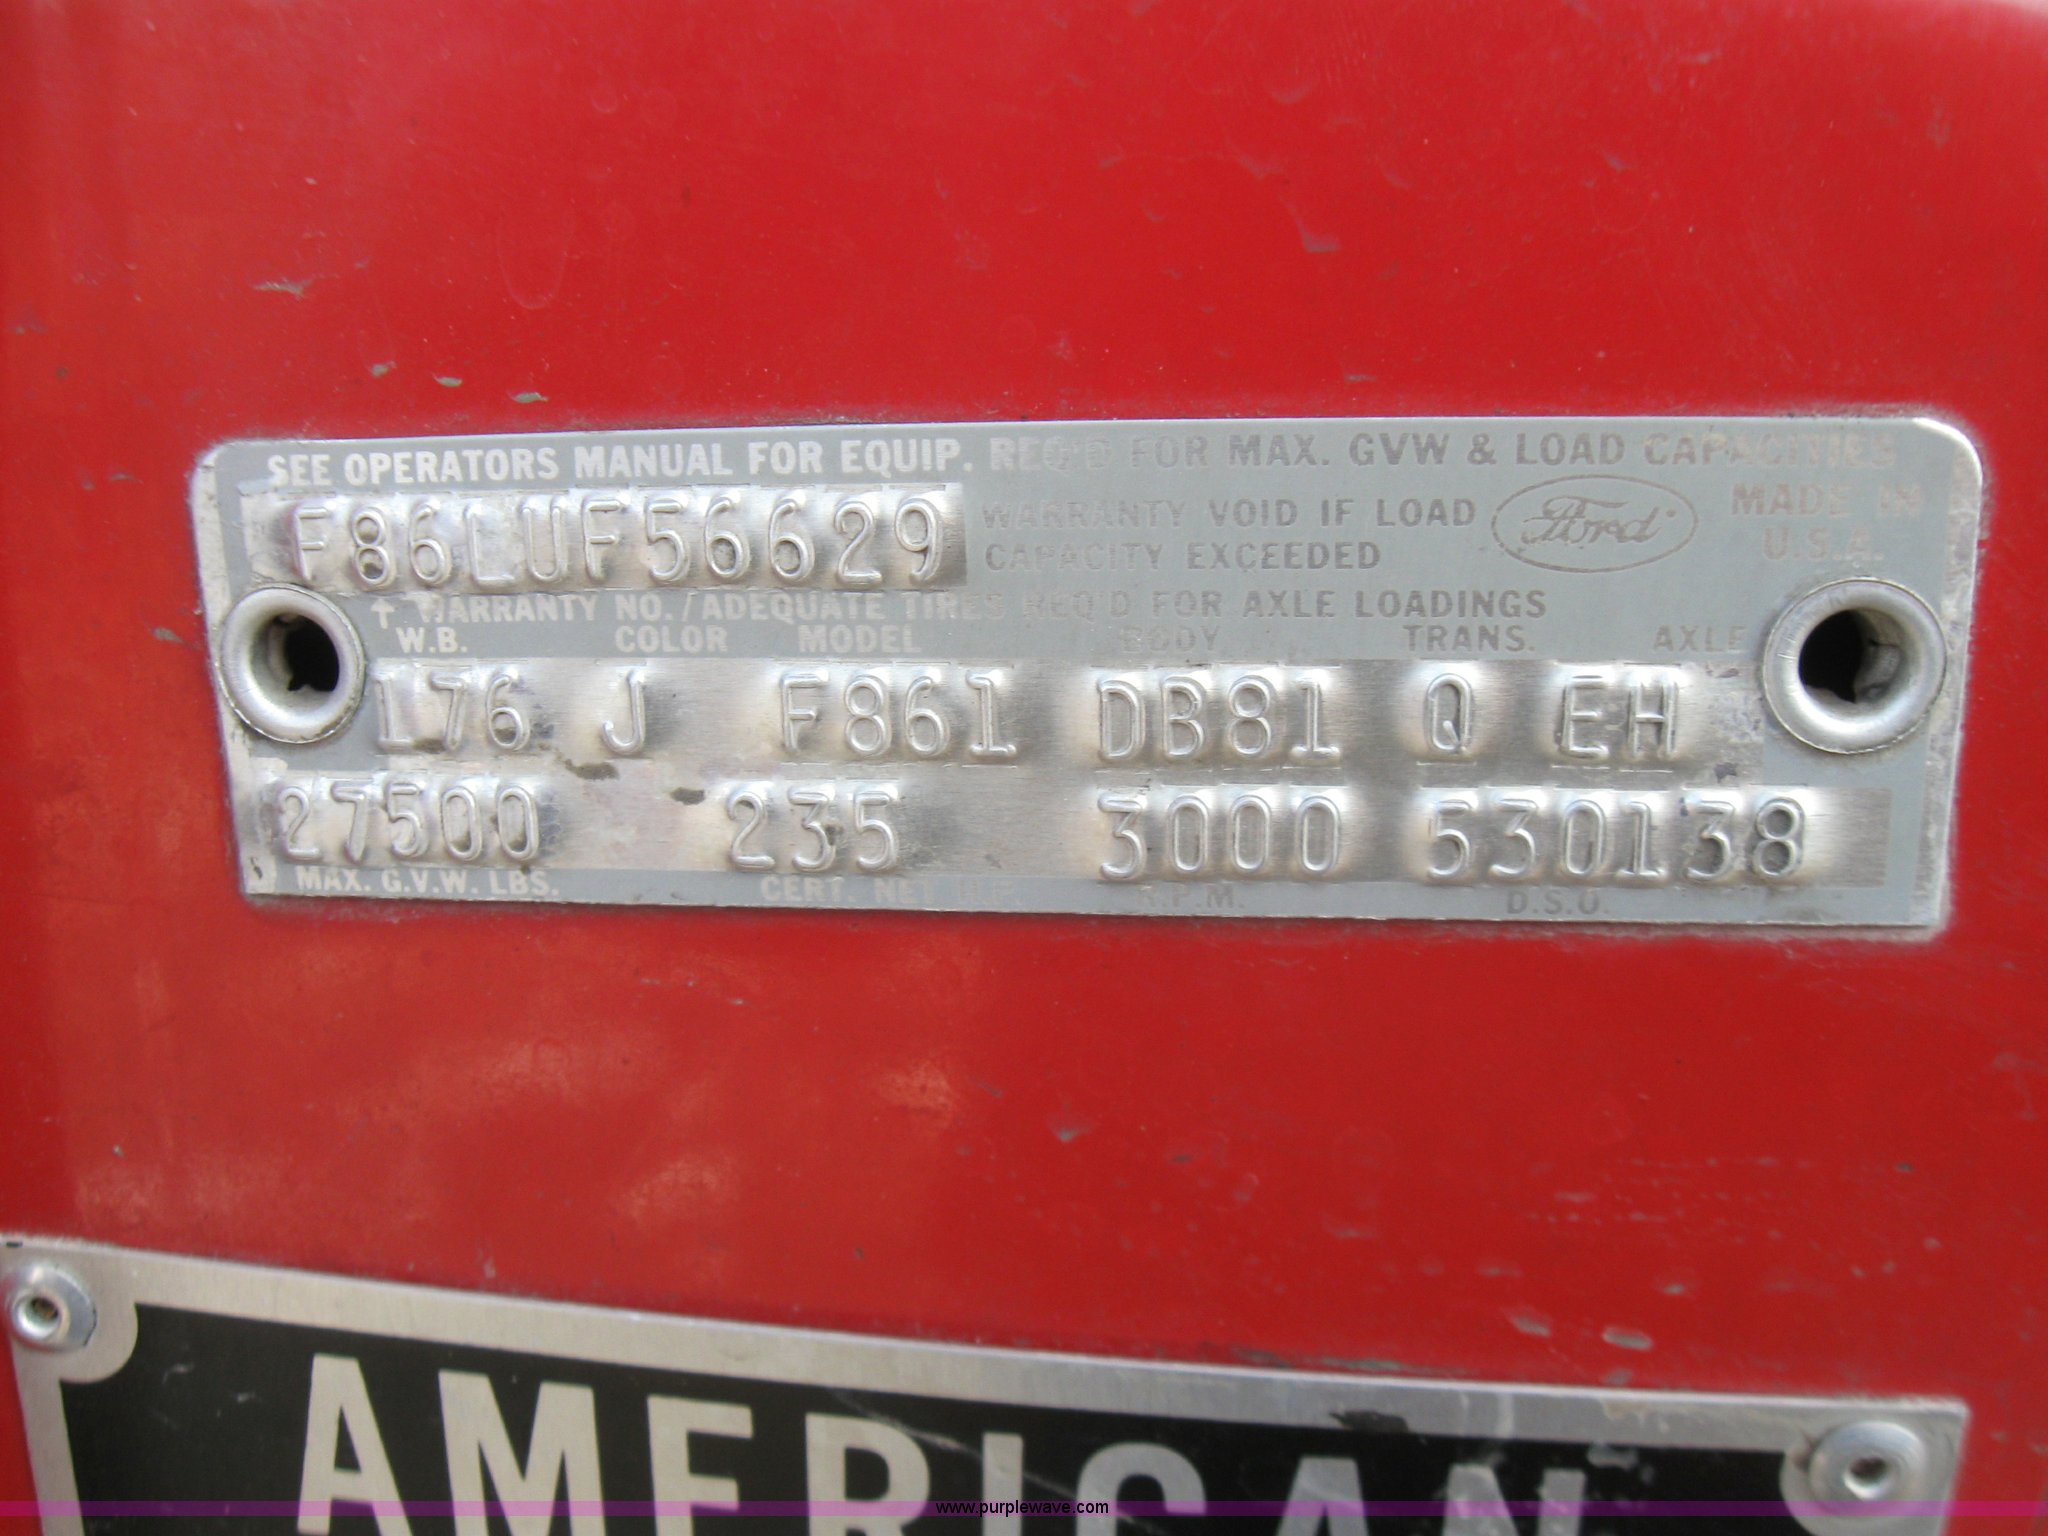 SEE OPERATORS MANUAL FOR EQUIP. REQ'D FOR MAX. GVW & LOAD CAPACITIES
F86LUF56629
WARRANTY VOID IF LOAD
CAPACITY EXCEEDED
Ford
MADE IN
U.S.A.
↑ WARRANTY NO./ADEQUATE TIRES REQ'D FOR AXLE LOADINGS
W.B. COLOR MODEL BODY TRANS. AXLE
176 J F861 DB81 Q EH
27500 235 3000 530138
MAX. G.V.W. LBS. CERT. NET H.P. R.P.M. D.S.O.
AMERICAN
www.purplewave.com